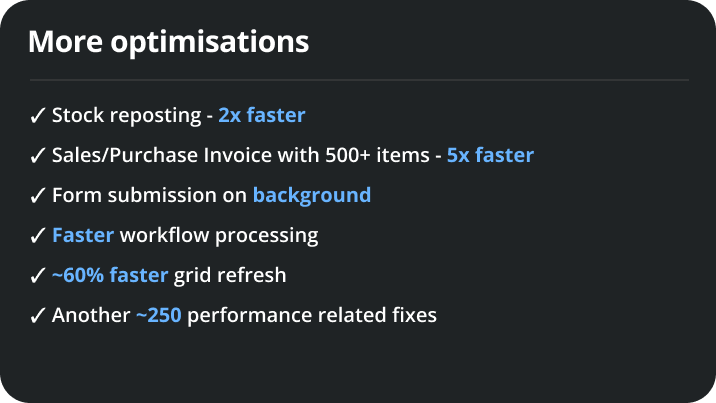 More optimisations
✓ Stock reposting - 2x faster
✓ Sales/Purchase Invoice with 500+ items - 5x faster
✓ Form submission on background
✓ Faster workflow processing
✓ ~60% faster grid refresh
✓ Another ~250 performance related fixes